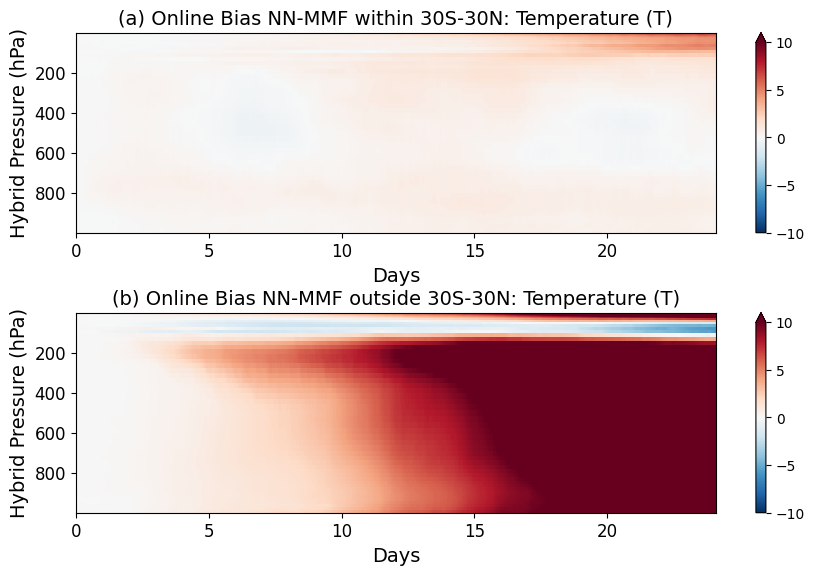 (a) Online Bias NN-MMF within 30S-30N: Temperature (T)
Hybrid Pressure (hPa)
200
400
600
800
0 5 10 15 20
Days
10
5
0
−5
−10
(b) Online Bias NN-MMF outside 30S-30N: Temperature (T)
Hybrid Pressure (hPa)
200
400
600
800
0 5 10 15 20
Days
10
5
0
−5
−10